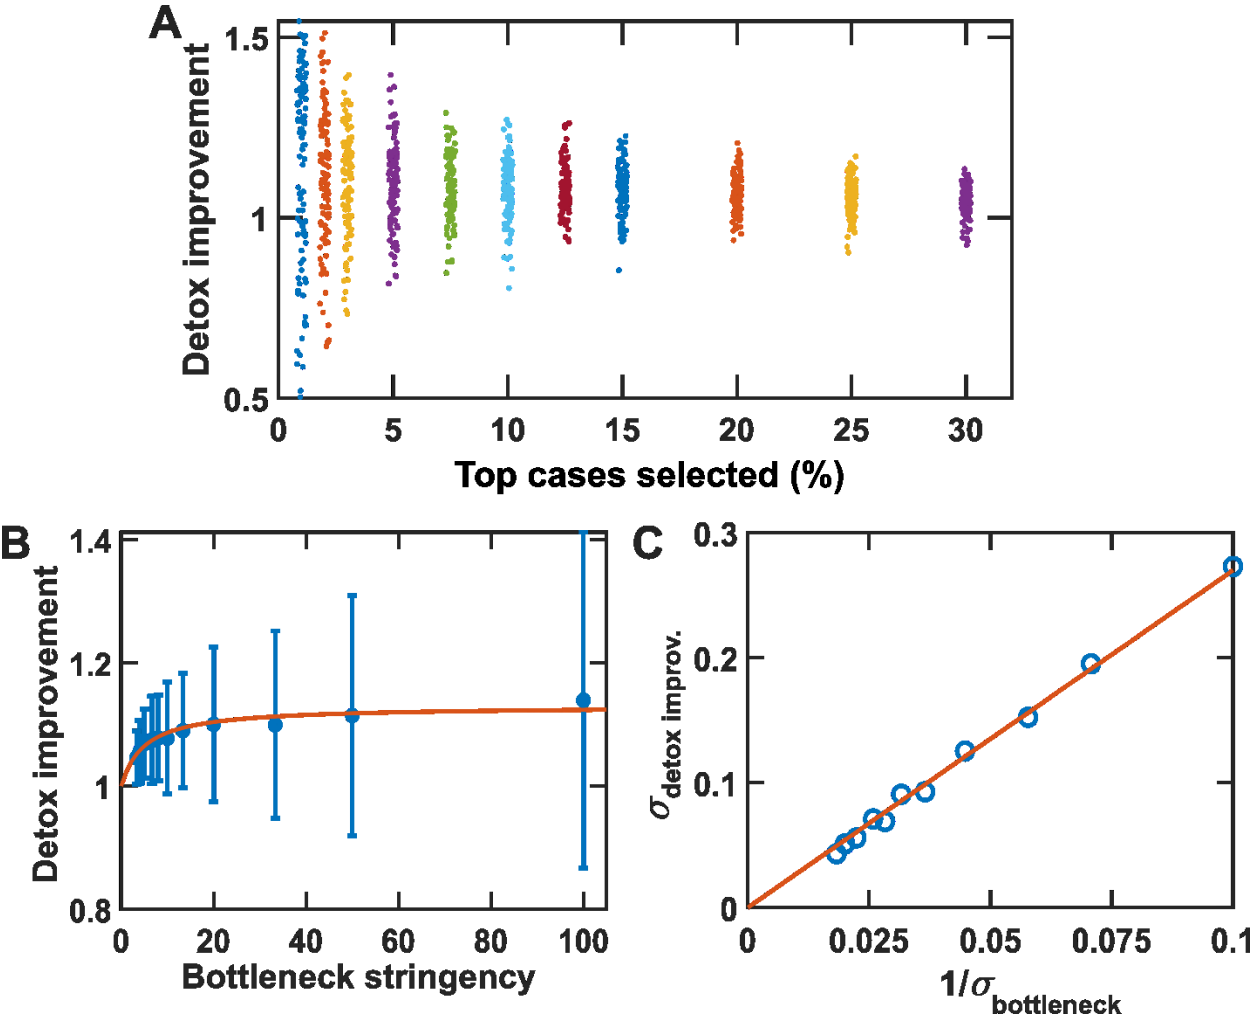 A
Detox improvement
1.5
1
0.5
0 5 10 15 20 25 30
Top cases selected (%)
B
Detox improvement
1.4
1.2
1
0.8
0 20 40 60 80 100
Bottleneck stringency
C
σdetox improv.
0.3
0.2
0.1
0
0 0.025 0.05 0.075 0.1
1/σbottleneck